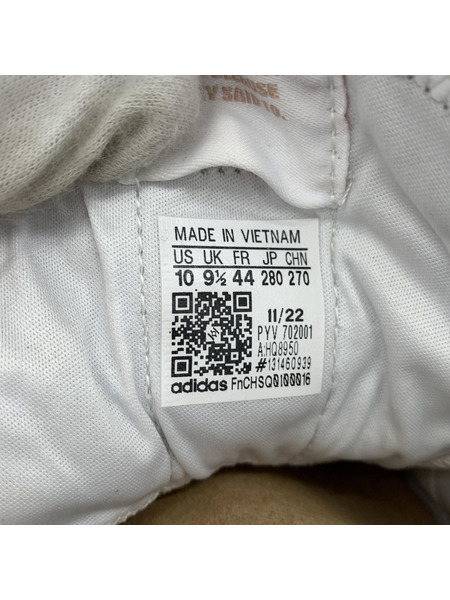 MADE IN VIETNAM
US UK FR JP CHN
10 9½ 44 280 270
11/22
PYV 702001
A:HQ8950
#131460939
adidas FnCHSQ0I00016